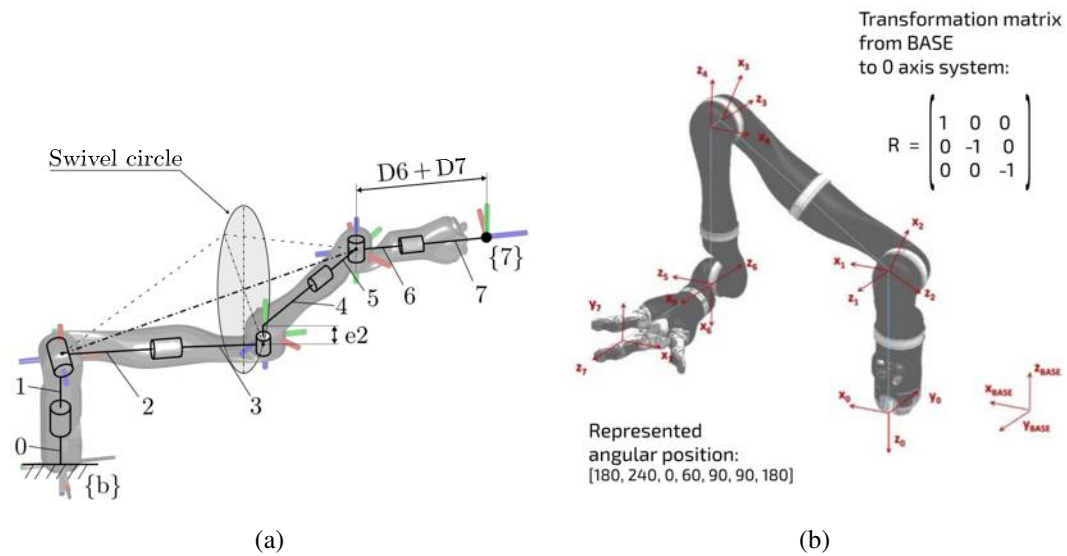 Swivel circle
D6 + D7
{7}
7
6
5
4
e2
3
2
1
0
{b}
(a)
Transformation matrix
from BASE
to 0 axis system:
R =
1 0 0
0 -1 0
0 0 -1
z4
x3
z3
x4
x2
x1
z1
z2
z5
z6
x5
x6
y7
x7
z7
x0
y0
z0
zBASE
xBASE
yBASE
Represented
angular position:
[180, 240, 0, 60, 90, 90, 180]
(b)